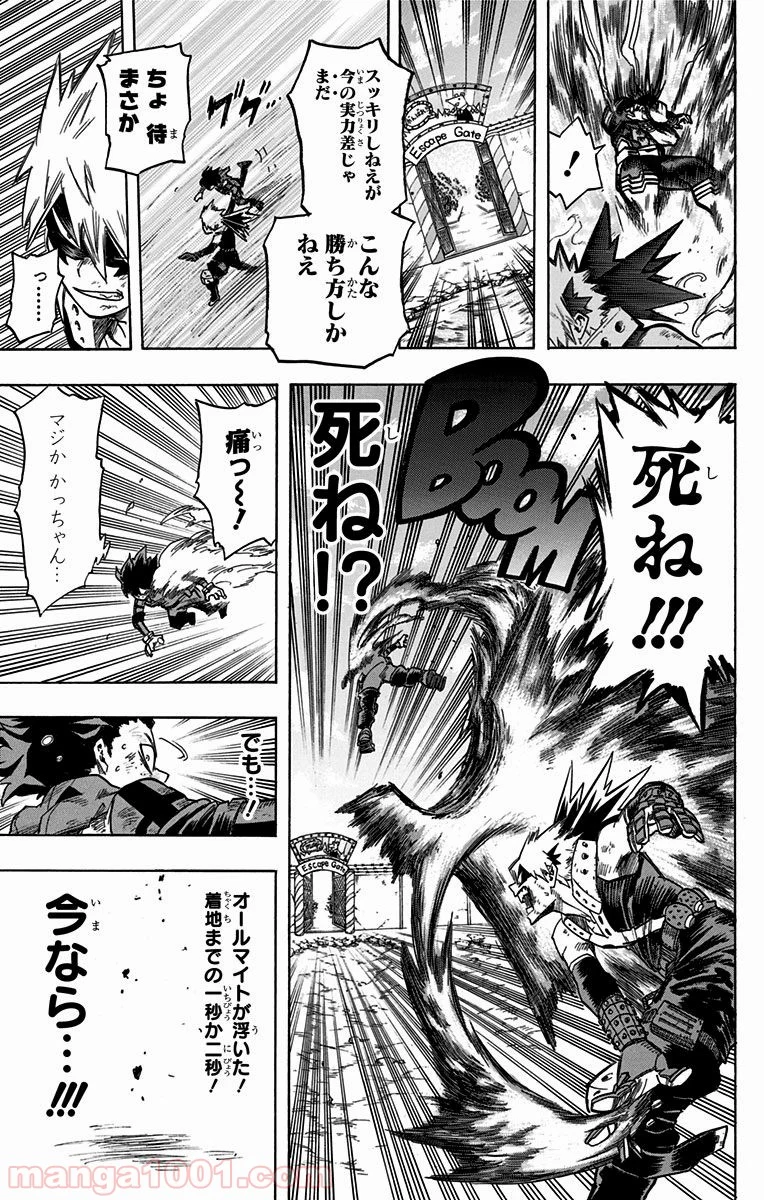 ！
Escape Gate
スッキリしねえが
今の実力差じゃ
まだ
こんな
勝ち方しか
ねえ
グググ
ちょ 待
まさか
っ……
死ね!!!
BOOM
死ね!?
Escape Gate
痛っ〜！
マジか かっちゃん…
でも…！
オールマイトが浮いた！
着地までの一秒か二秒！
今なら…!!!
manga1001.com